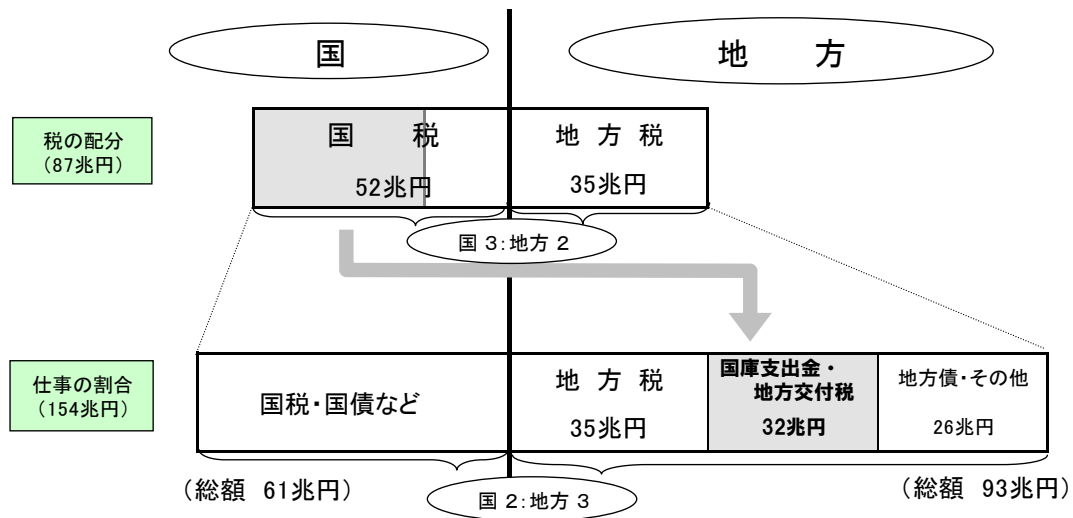 国
地　方
税の配分
（87兆円）
国　税
52兆円
地 方 税
35兆円
国 3：地方 2
仕事の割合
（154兆円）
国税・国債など
地 方 税
35兆円
国庫支出金・
地方交付税
32兆円
地方債・その他
26兆円
（総額 61兆円）
国 2：地方 3
（総額 93兆円）